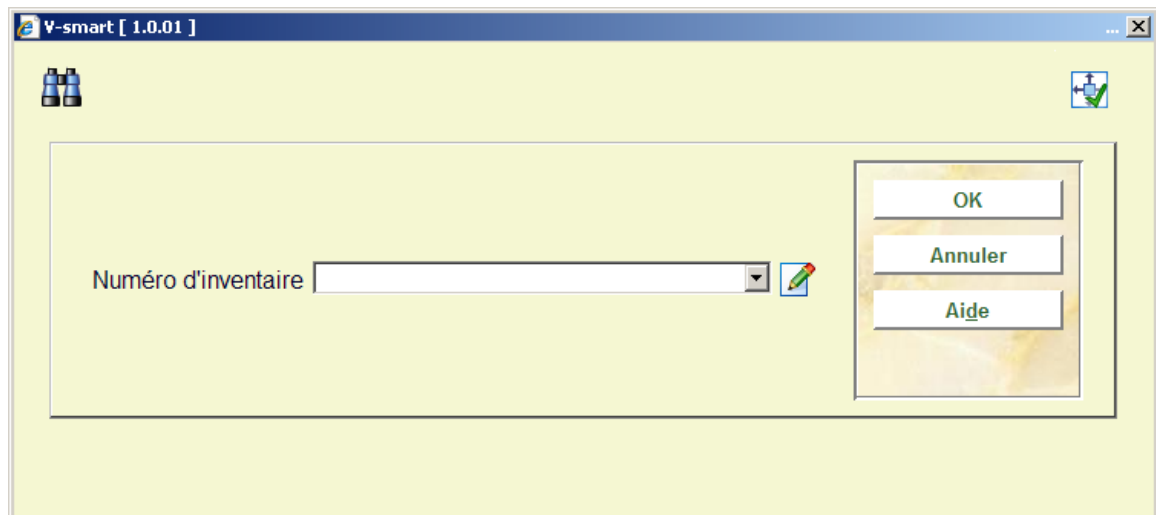 V-smart [ 1.0.01 ]
...
OK
Annuler
Numéro d'inventaire
Aide